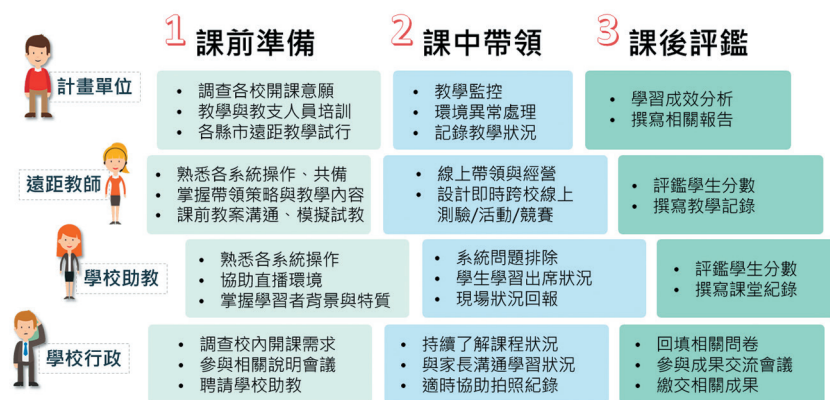 1 課前準備
2 課中帶領
3 課後評鑑
計畫單位
• 調查各校開課意願
• 教學與教支人員培訓
• 各縣市遠距教學試行
• 教學監控
• 環境異常處理
• 記錄教學狀況
• 學習成效分析
• 撰寫相關報告
遠距教師
• 熟悉各系統操作、共備
• 掌握帶領策略與教學內容
• 課前教案溝通、模擬試教
• 線上帶領與經營
• 設計即時跨校線上
測驗/活動/競賽
• 評鑑學生分數
• 撰寫教學記錄
學校助教
• 熟悉各系統操作
• 協助直播環境
• 掌握學習者背景與特質
• 系統問題排除
• 學生學習出席狀況
• 現場狀況回報
• 評鑑學生分數
• 撰寫課堂紀錄
學校行政
• 調查校內開課需求
• 參與相關說明會議
• 聘請學校助教
• 持續了解課程狀況
• 與家長溝通學習狀況
• 適時協助拍照紀錄
• 回填相關問卷
• 參與成果交流會議
• 繳交相關成果